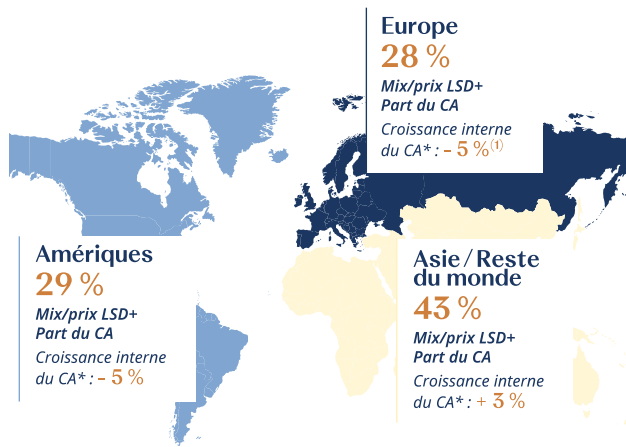 Europe
28 %
Mix/prix LSD+
Part du CA
Croissance interne
du CA* : - 5 %(1)
Amériques
29 %
Mix/prix LSD+
Part du CA
Croissance interne
du CA* : - 5 %
Asie / Reste
du monde
43 %
Mix/prix LSD+
Part du CA
Croissance interne
du CA* : + 3 %